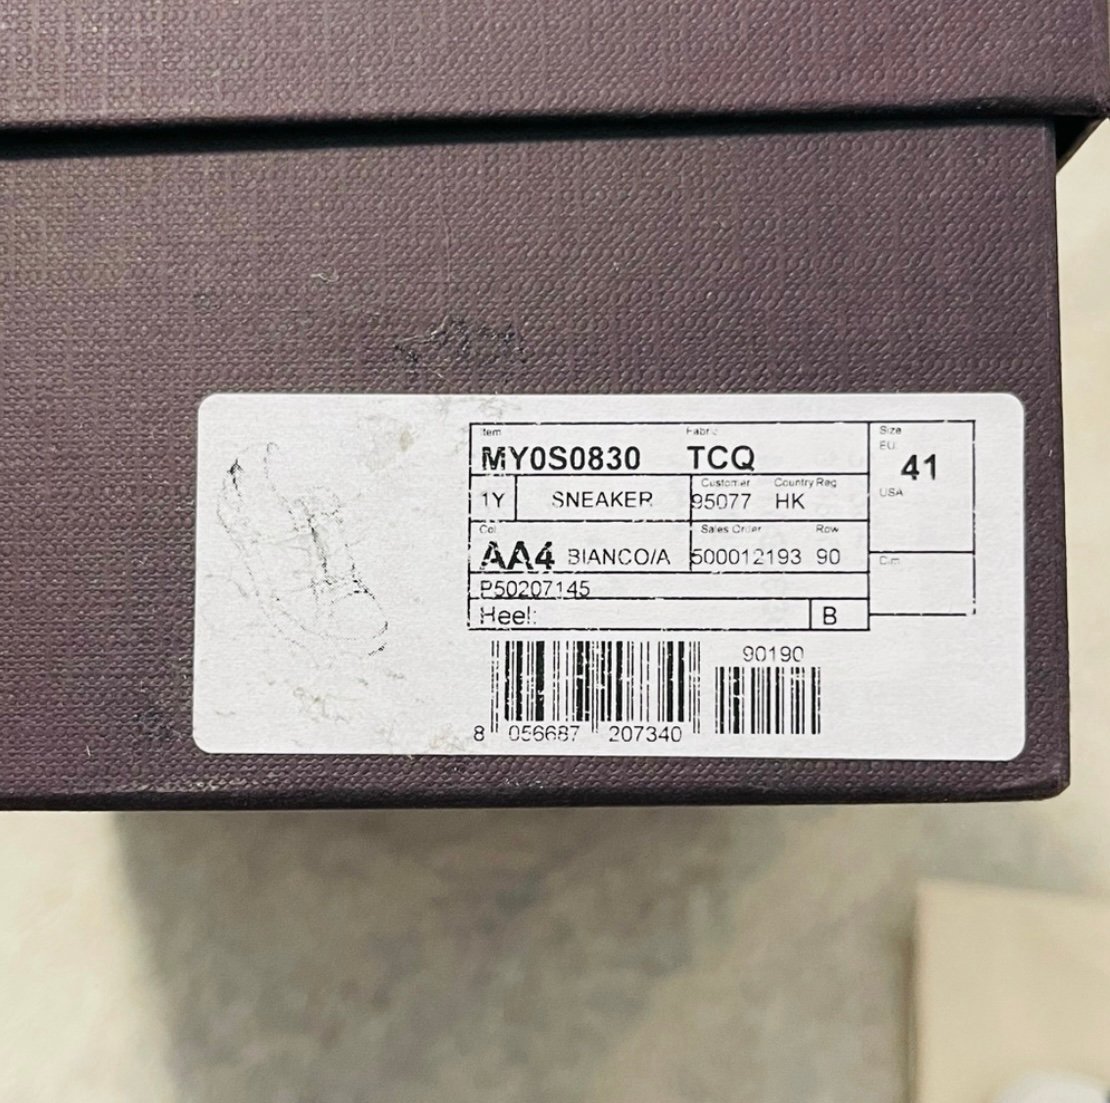 Item Fabric Size
MY0S0830 TCQ EU: 41
Customer Country Reg USA
1Y SNEAKER 95077 HK
Col Sales Order Row
AA4 BIANCO/A 500012193 90
P50207145
Heel: B
90190
8 056687 207340